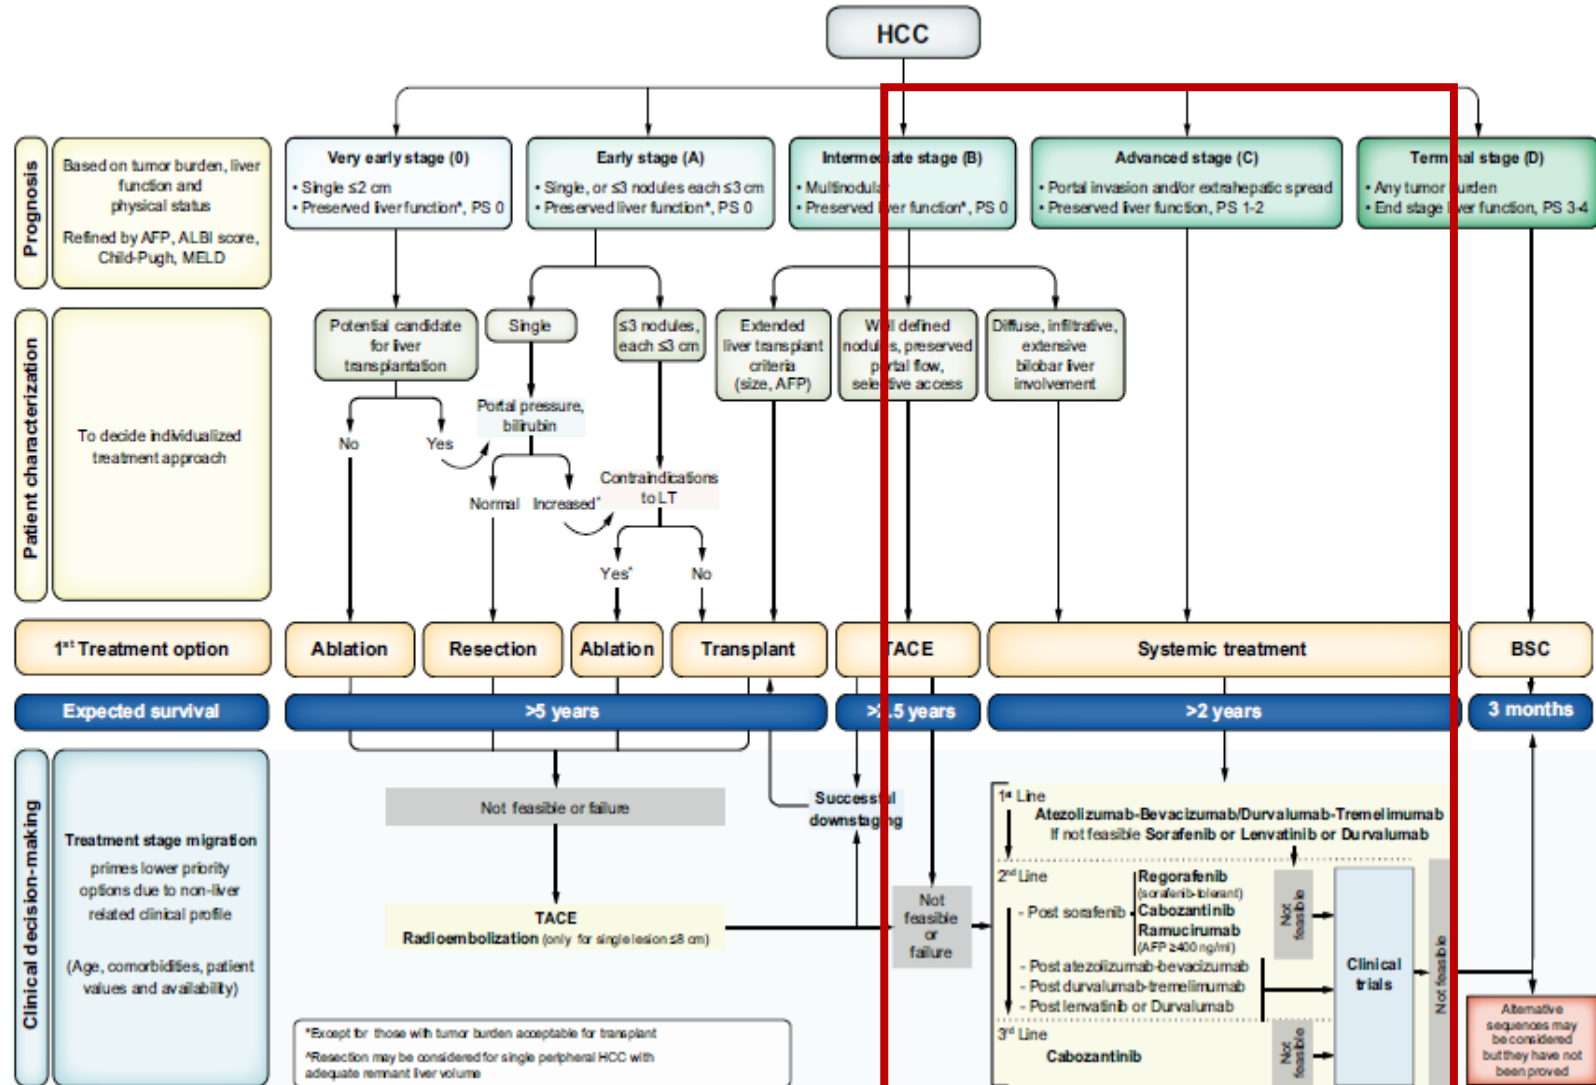 HCC
Prognosis
Based on tumor burden, liver
function and
physical status
Refined by AFP, ALBI score,
Child-Pugh, MELD
Very early stage (0)
• Single ≤2 cm
• Preserved liver function*, PS 0
Early stage (A)
• Single, or ≤3 nodules each ≤3 cm
• Preserved liver function*, PS 0
Intermediate stage (B)
• Multinodular
• Preserved liver function*, PS 0
Advanced stage (C)
• Portal invasion and/or extrahepatic spread
• Preserved liver function, PS 1-2
Terminal stage (D)
• Any tumor burden
• End stage liver function, PS 3-4
Patient characterization
To decide individualized
treatment approach
Potential candidate
for liver
transplantation
Single
≤3 nodules,
each ≤3 cm
Extended
liver transplant
criteria
(size, AFP)
Well defined
nodules, preserved
portal flow,
selective access
Diffuse, infiltrative,
extensive
bilobar liver
involvement
Portal pressure,
bilirubin
No
Yes
Contraindications
to LT
Normal
Increased*
Yes^
No
1st Treatment option
Ablation
Resection
Ablation
Transplant
TACE
Systemic treatment
BSC
Expected survival
>5 years
>2.5 years
>2 years
3 months
Clinical decision-making
Treatment stage migration
primes lower priority
options due to non-liver
related clinical profile
(Age, comorbidities, patient
values and availability)
Not feasible or failure
Successful
downstaging
TACE
Radioembolization (only for single lesion ≤8 cm)
Not
feasible
or
failure
1st Line
Atezolizumab-Bevacizumab/Durvalumab-Tremelimumab
If not feasible Sorafenib or Lenvatinib or Durvalumab
2nd Line
- Post sorafenib
Regorafenib
(sorafenib-tolerant)
Cabozantinib
Ramucirumab
(AFP ≥400 ng/ml)
Not
feasible
- Post atezolizumab-bevacizumab
- Post durvalumab-tremelimumab
- Post lenvatinib or Durvalumab
Clinical
trials
Not feasible
3rd Line
Cabozantinib
Not
feasible
Alternative
sequences may
be considered
but they have not
been proved
*Except for those with tumor burden acceptable for transplant
^Resection may be considered for single peripheral HCC with
adequate remnant liver volume